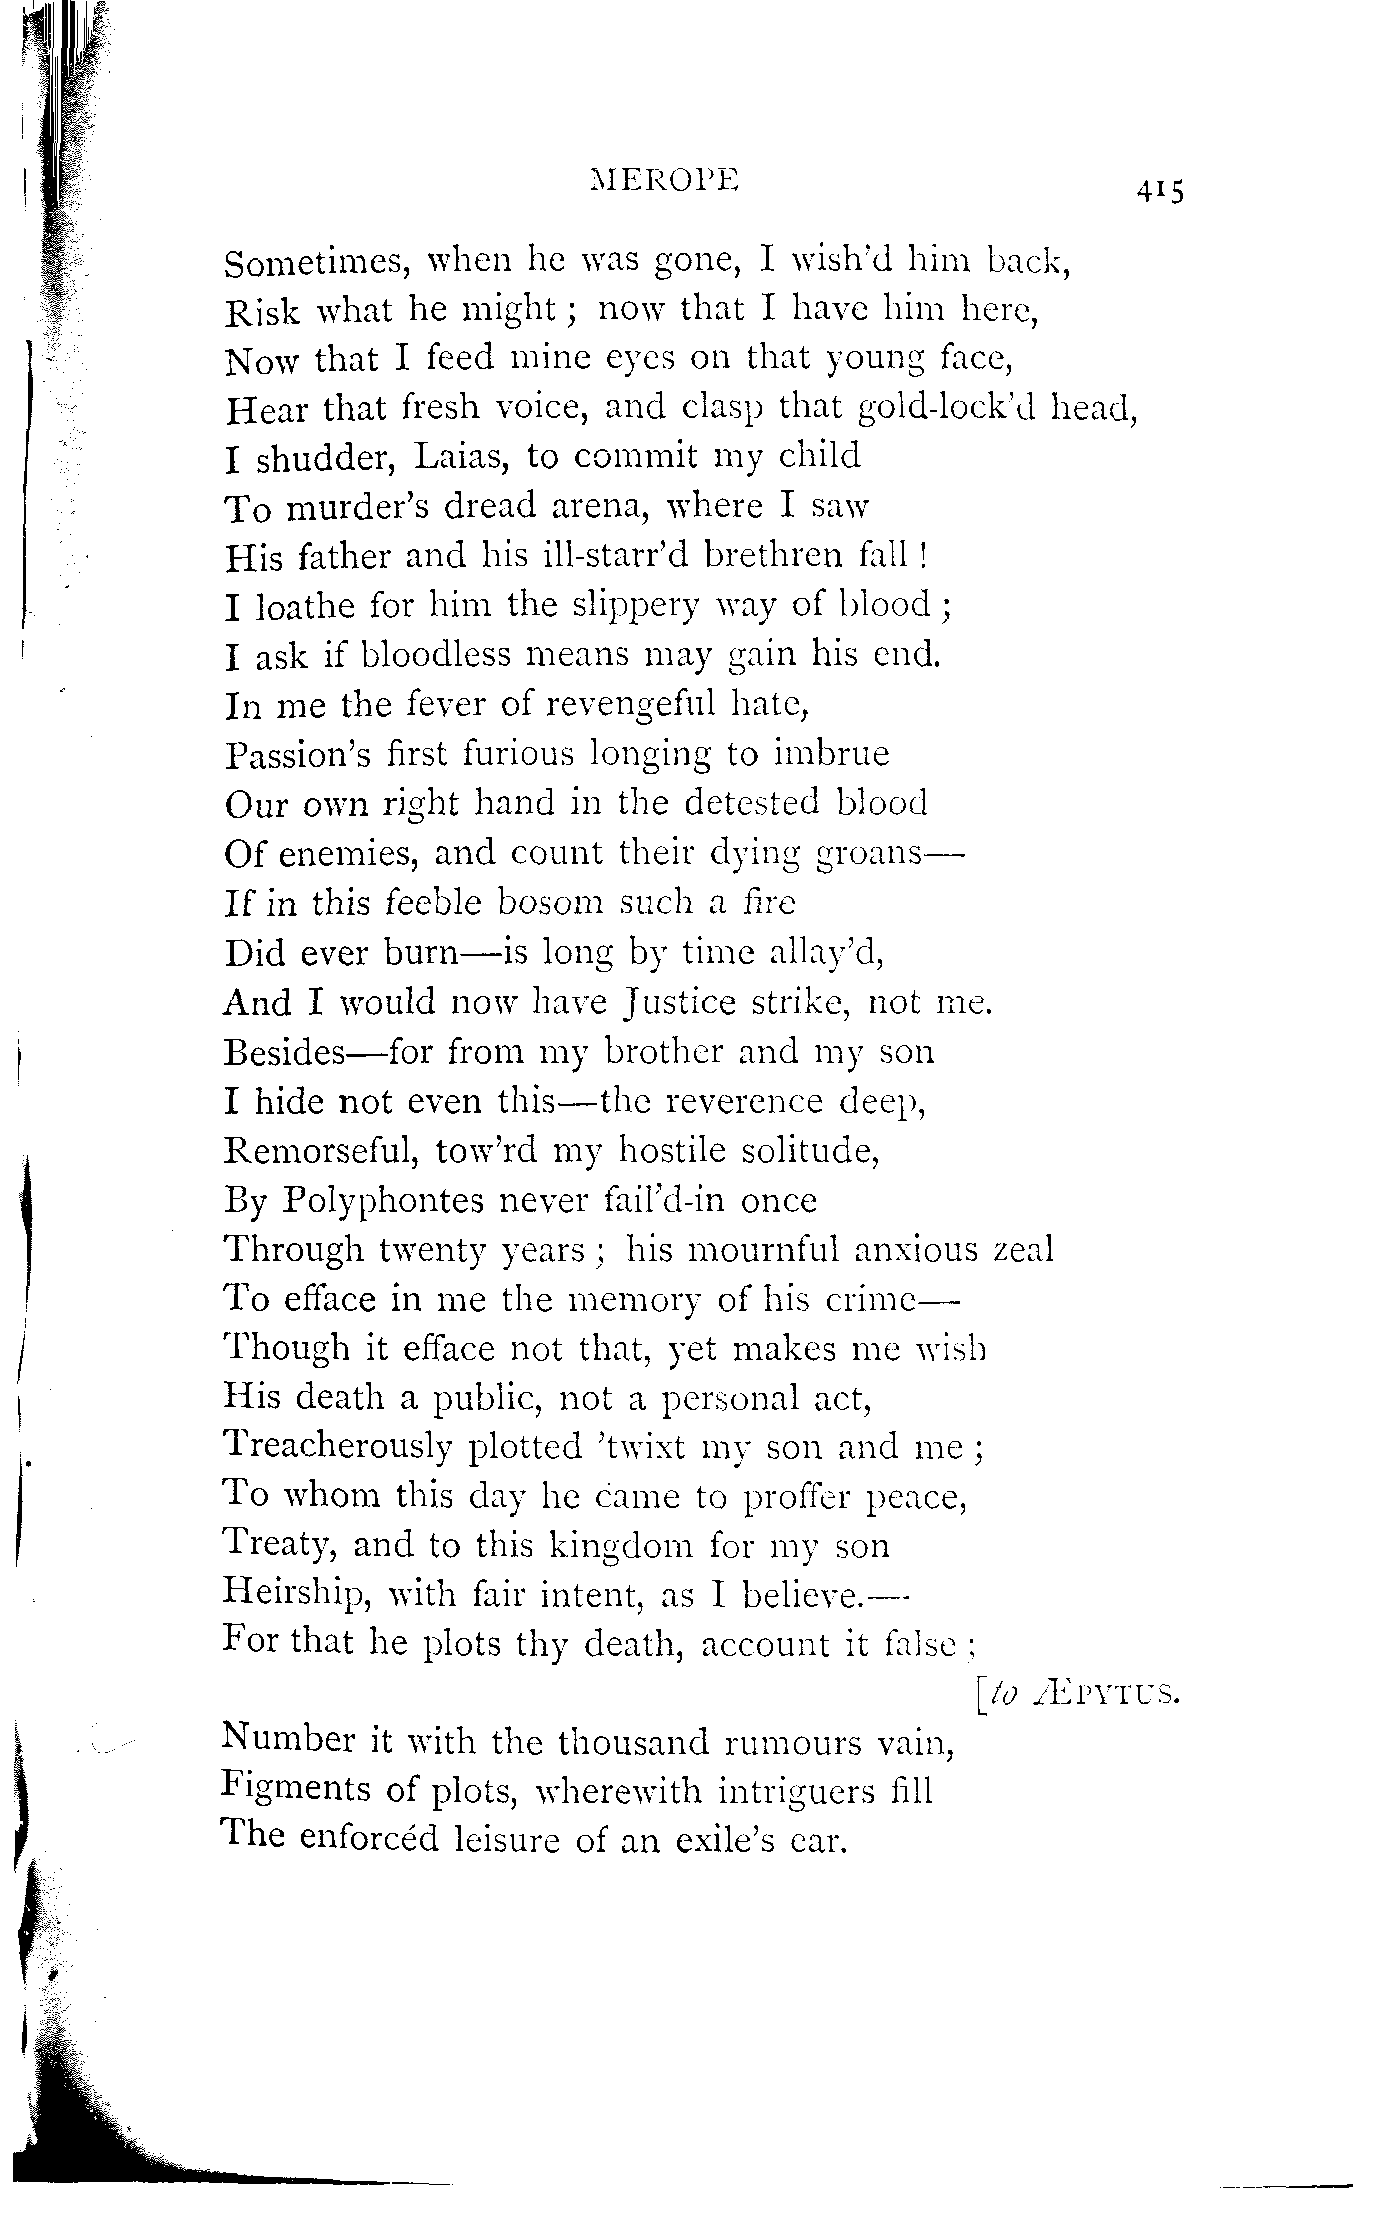 MEROPE
415
Sometimes, when he was gone, I wish'd him back,
Risk what he might ; now that I have him here,
Now that I feed mine eyes on that young face,
Hear that fresh voice, and clasp that gold-lock'd head,
I shudder, Laias, to commit my child
To murder's dread arena, where I saw
His father and his ill-starr'd brethren fall !
I loathe for him the slippery way of blood ;
I ask if bloodless means may gain his end.
In me the fever of revengeful hate,
Passion's first furious longing to imbrue
Our own right hand in the detested blood
Of enemies, and count their dying groans—
If in this feeble bosom such a fire
Did ever burn—is long by time allay'd,
And I would now have Justice strike, not me.
Besides—for from my brother and my son
I hide not even this—the reverence deep,
Remorseful, tow'rd my hostile solitude,
By Polyphontes never fail'd-in once
Through twenty years ; his mournful anxious zeal
To efface in me the memory of his crime—
Though it efface not that, yet makes me wish
His death a public, not a personal act,
Treacherously plotted 'twixt my son and me ;
To whom this day he came to proffer peace,
Treaty, and to this kingdom for my son
Heirship, with fair intent, as I believe.—
For that he plots thy death, account it false ;
[to ÆPYTUS.
Number it with the thousand rumours vain,
Figments of plots, wherewith intriguers fill
The enforcéd leisure of an exile's ear.